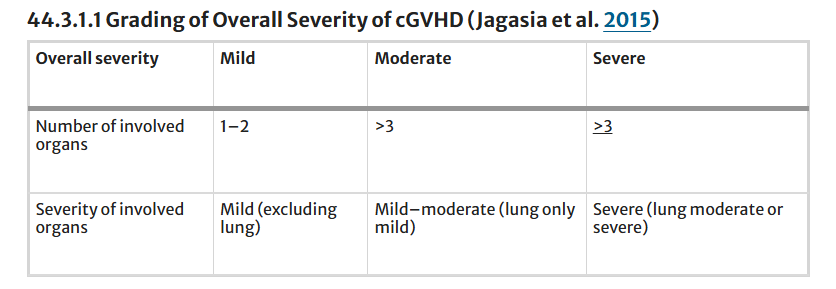 44.3.1.1 Grading of Overall Severity of cGVHD (Jagasia et al. 2015)
Overall severity Mild Moderate Severe
Number of involved organs 1–2 >3 >3
Severity of involved organs Mild (excluding lung) Mild–moderate (lung only mild) Severe (lung moderate or severe)